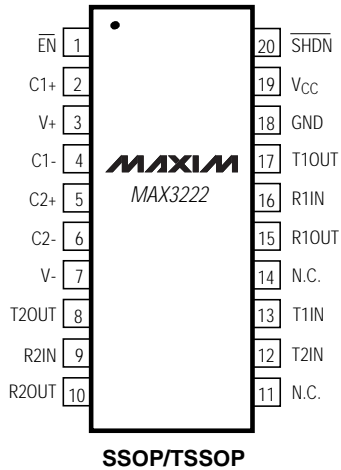 EN 1 20 SHDN
C1+ 2 19 VCC
V+ 3 18 GND
C1- 4 MAXIM 17 T1OUT
C2+ 5 MAX3222 16 R1IN
C2- 6 15 R1OUT
V- 7 14 N.C.
T2OUT 8 13 T1IN
R2IN 9 12 T2IN
R2OUT 10 11 N.C.
SSOP/TSSOP